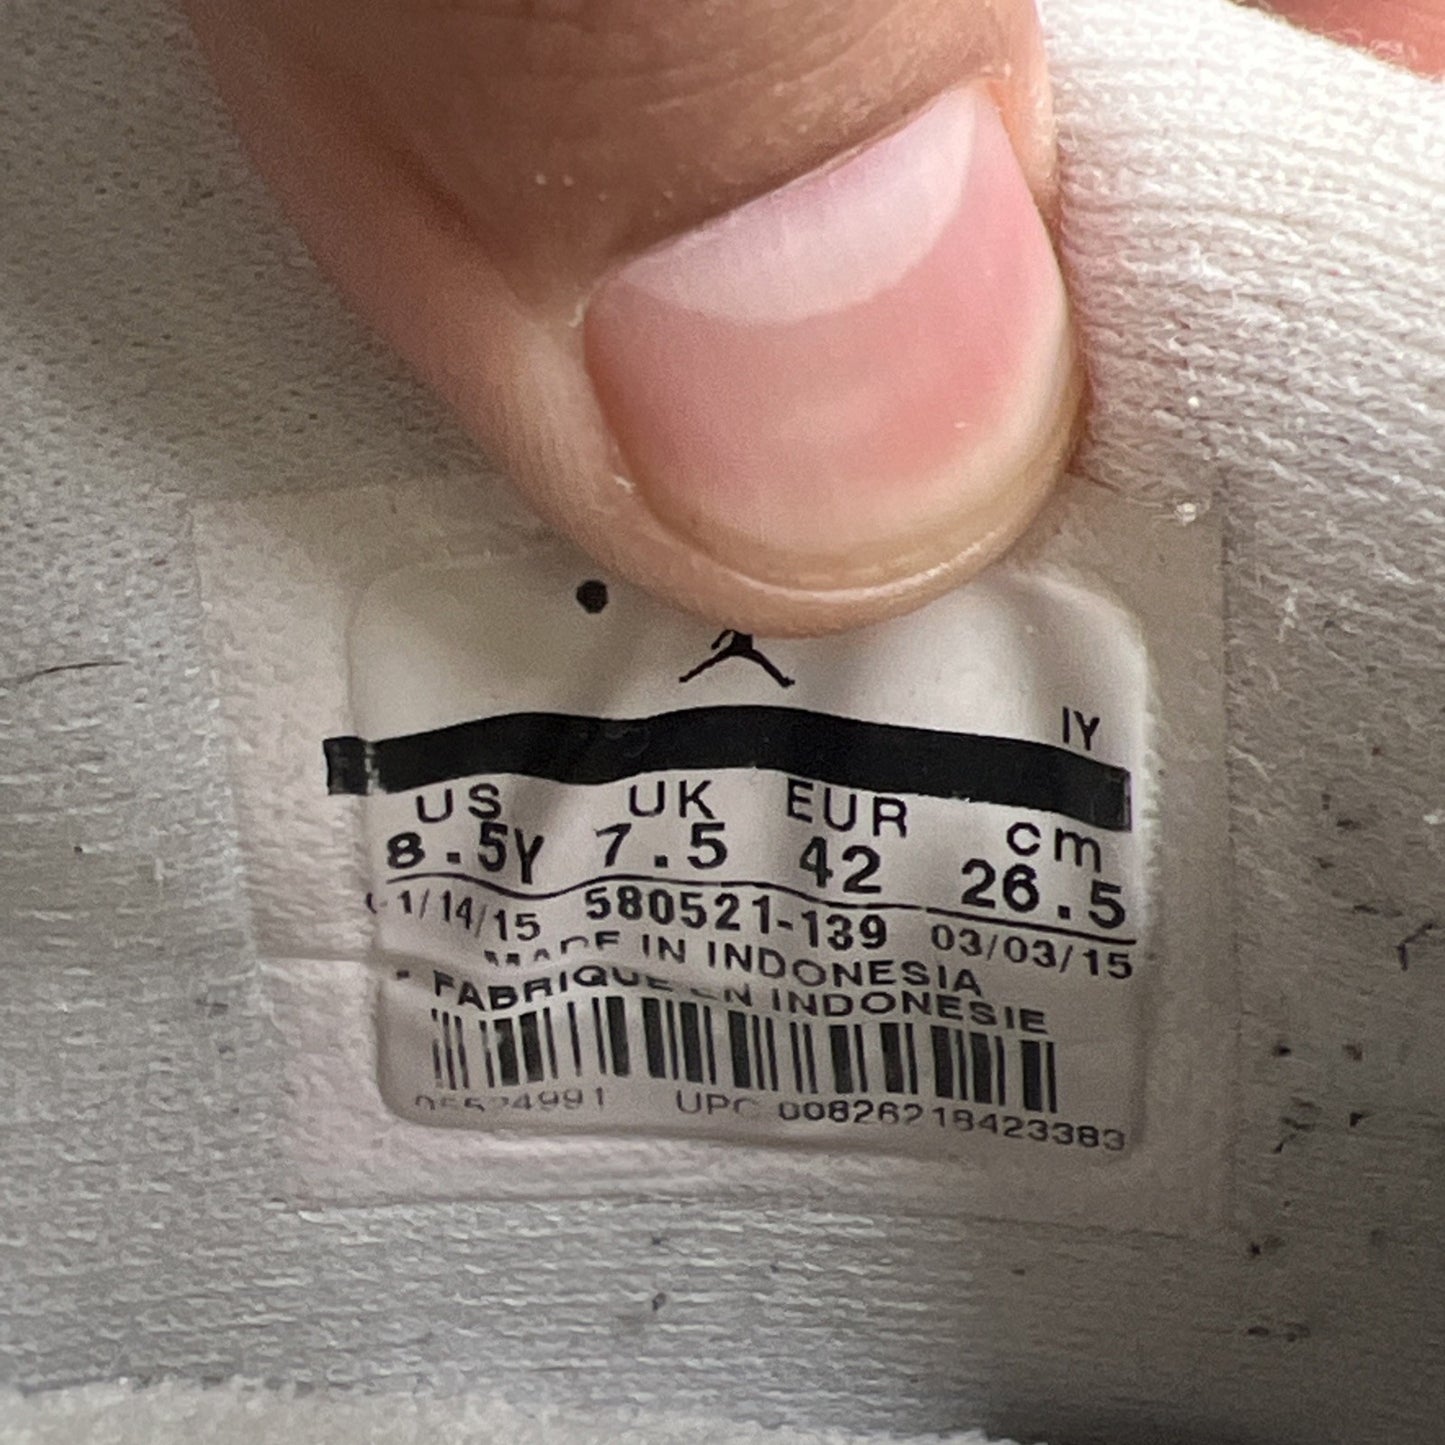 IY
US UK EUR cm
8.5Y 7.5 42 26.5
1/14/15 580521-139 03/03/15
MADE IN INDONESIA
FABRIQUE EN INDONESIE
UPC 00826218423383